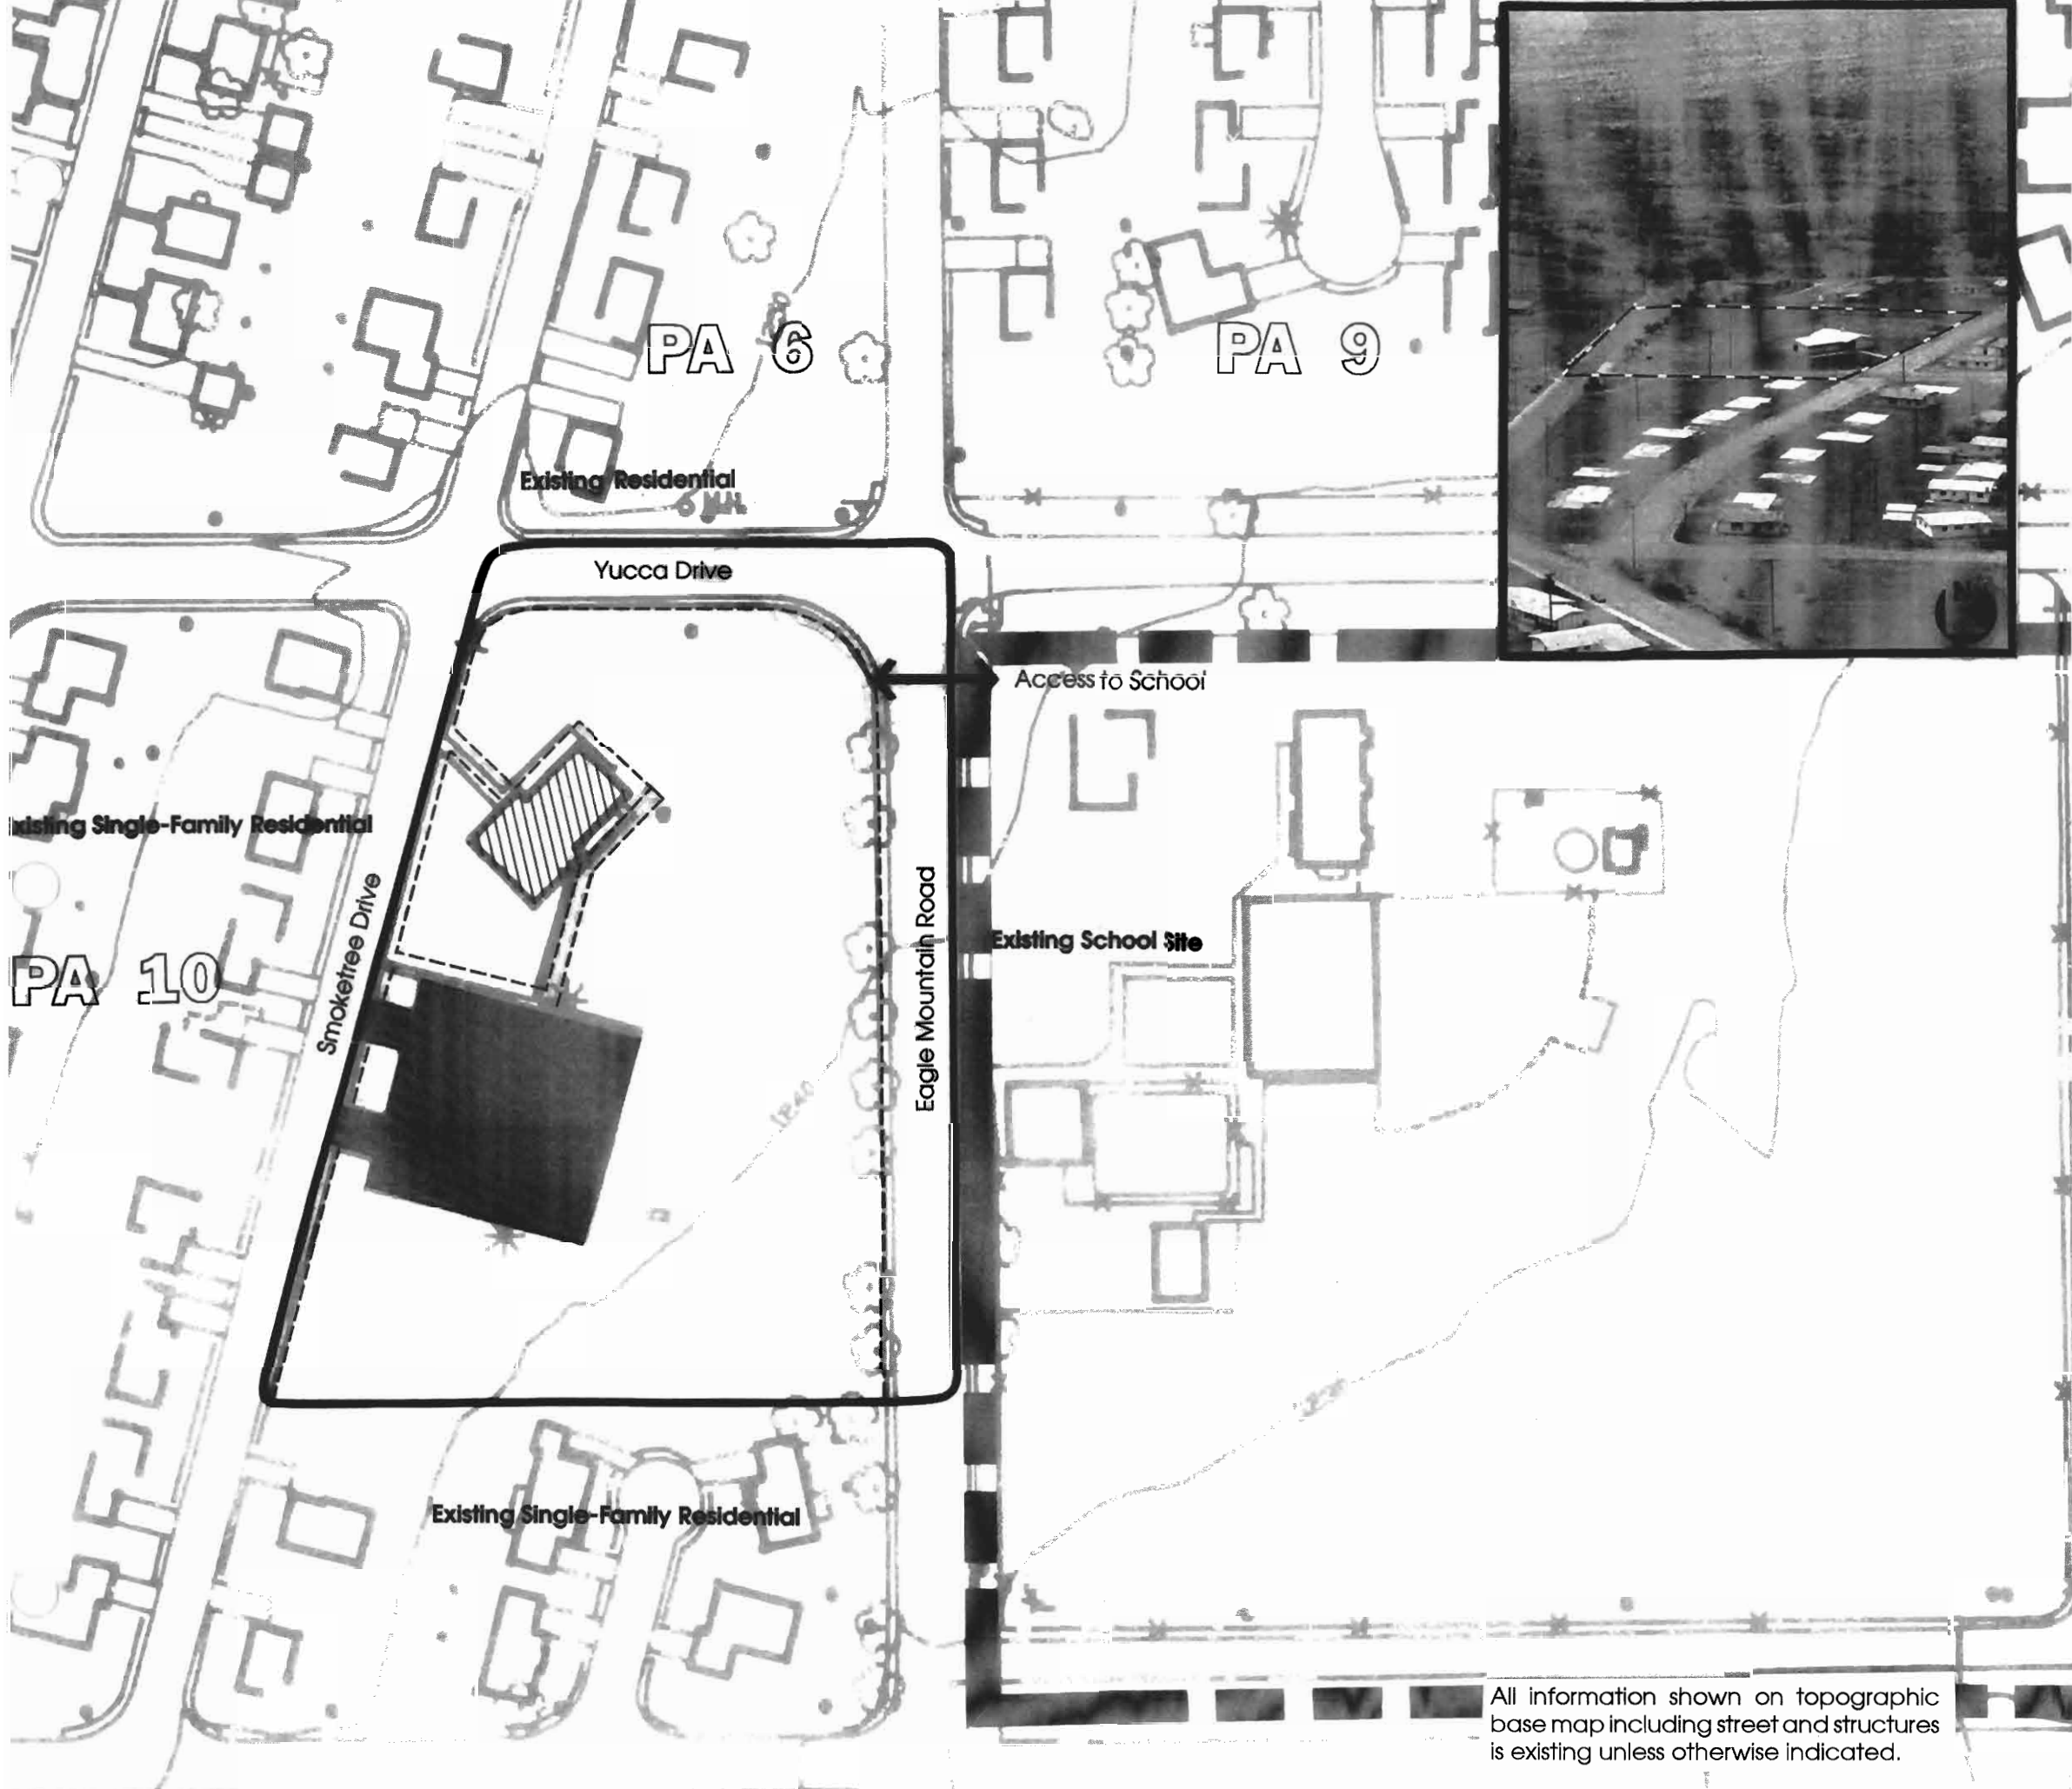 PA 6
PA 9
Existing Residential
Yucca Drive
Access to School
xisting Single-Family Residential
Smoketree Drive
Eagle Mountain Road
Existing School Site
PA 10
1240
Existing Single-Family Residential
All information shown on topographic
base map including street and structures
is existing unless otherwise indicated.